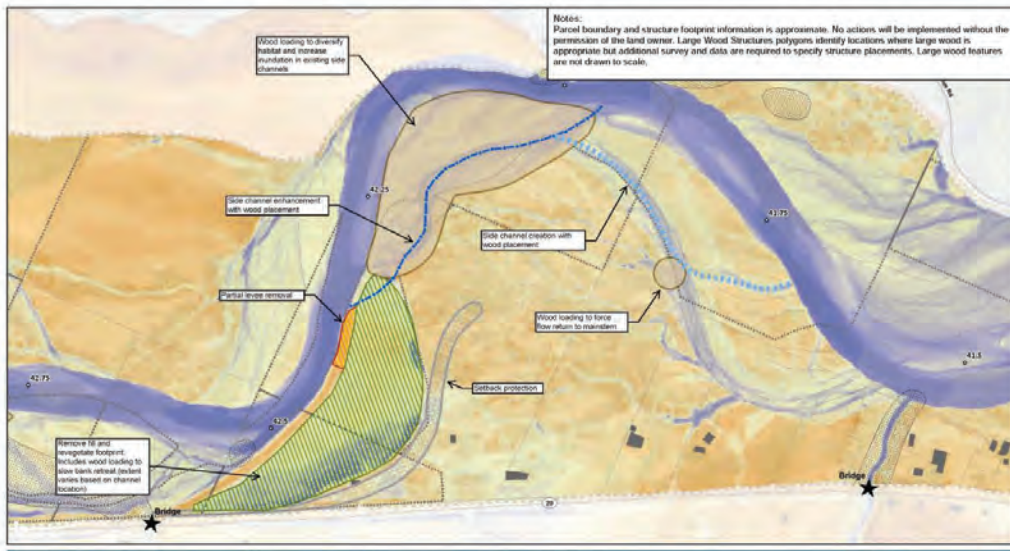 Notes:
Parcel boundary and structure footprint information is approximate. No actions will be implemented without the
permission of the land owner. Large Wood Structures polygons identify locations where large wood is
appropriate but additional survey and data are required to specify structure placements. Large wood features
are not drawn to scale.
Wood loading to diversify
habitat and increase
inundation in existing side
channels
Rd
42.25
Side channel enhancement
with wood placement
41.75
Side channel creation with
wood placement
Partial levee removal
Wood loading to force
flow return to mainstem
41.5
42.75
Setback protection
42.5
Remove fill and
revegetate footprint.
Includes wood loading to
slow bank retreat (extent
varies based on channel
location)
Bridge
20
Bridge